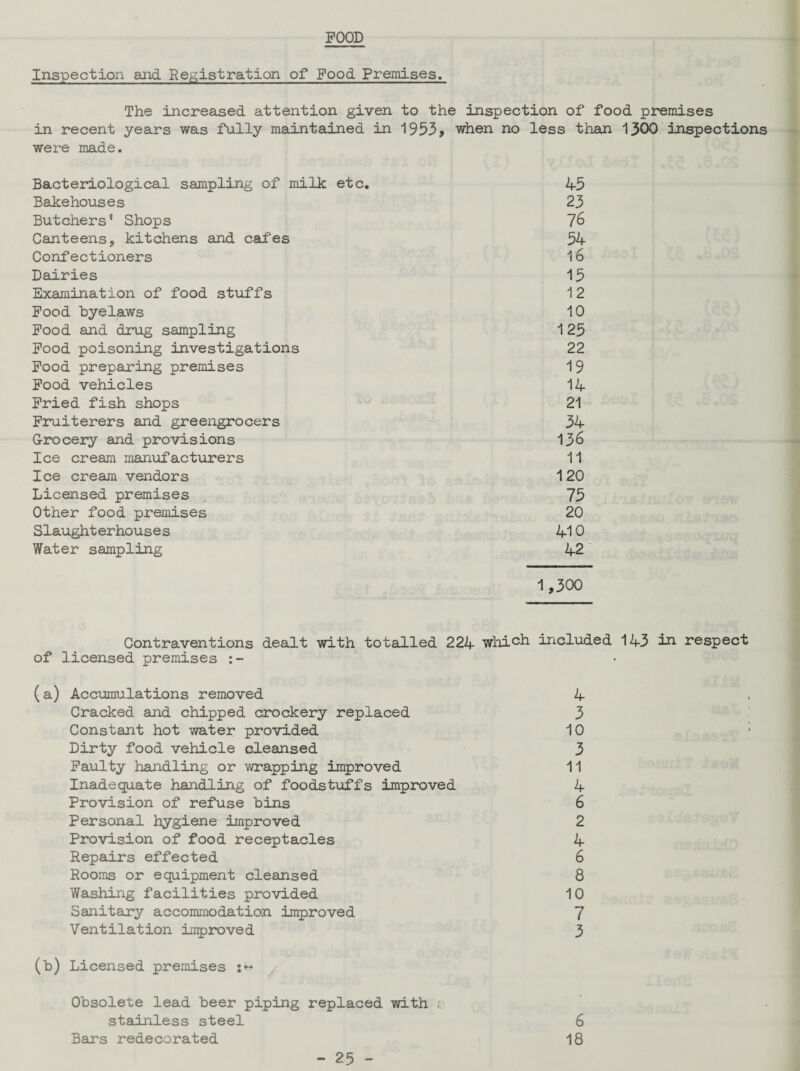 FOOD
Inspection and Registration of Food Premises.
The increased attention given to the inspection of food premises
in recent years was fully maintained in 1953, when no less than 1300 inspections
were made.
Bacteriological sampling of milk etc. 45
Bakehouses 23
Butchers' Shops 76
Canteens, kitchens and cafes 54
Confectioners 16
Dairies 15
Examination of food stuffs 12
Food byelaws 10
Food and drug sampling 125
Food poisoning investigations 22
Food preparing premises 19
Food vehicles 14
Fried fish shops 21
Fruiterers and greengrocers 34
Grocery and provisions 136
Ice cream manufacturers 11
Ice cream vendors 120
Licensed premises 75
Other food premises 20
Slaughterhouses 410
Water sampling 42
1,300
Contraventions dealt with totalled 224 which included 143 in respect
of licensed premises :-
(a) Accumulations removed 4
Cracked and chipped crockery replaced 3
Constant hot water provided 10
Dirty food vehicle cleansed 3
Faulty handling or wrapping improved 11
Inadequate handling of foodstuffs improved 4
Provision of refuse bins 6
Personal hygiene improved 2
Provision of food receptacles 4
Repairs effected 6
Rooms or equipment cleansed 8
Washing facilities provided 10
Sanitary accommodation improved 7
Ventilation improved 3
(b) Licensed premises :-
Obsolete lead beer piping replaced with
stainless steel 6
Bars redecorated 18
- 25 -